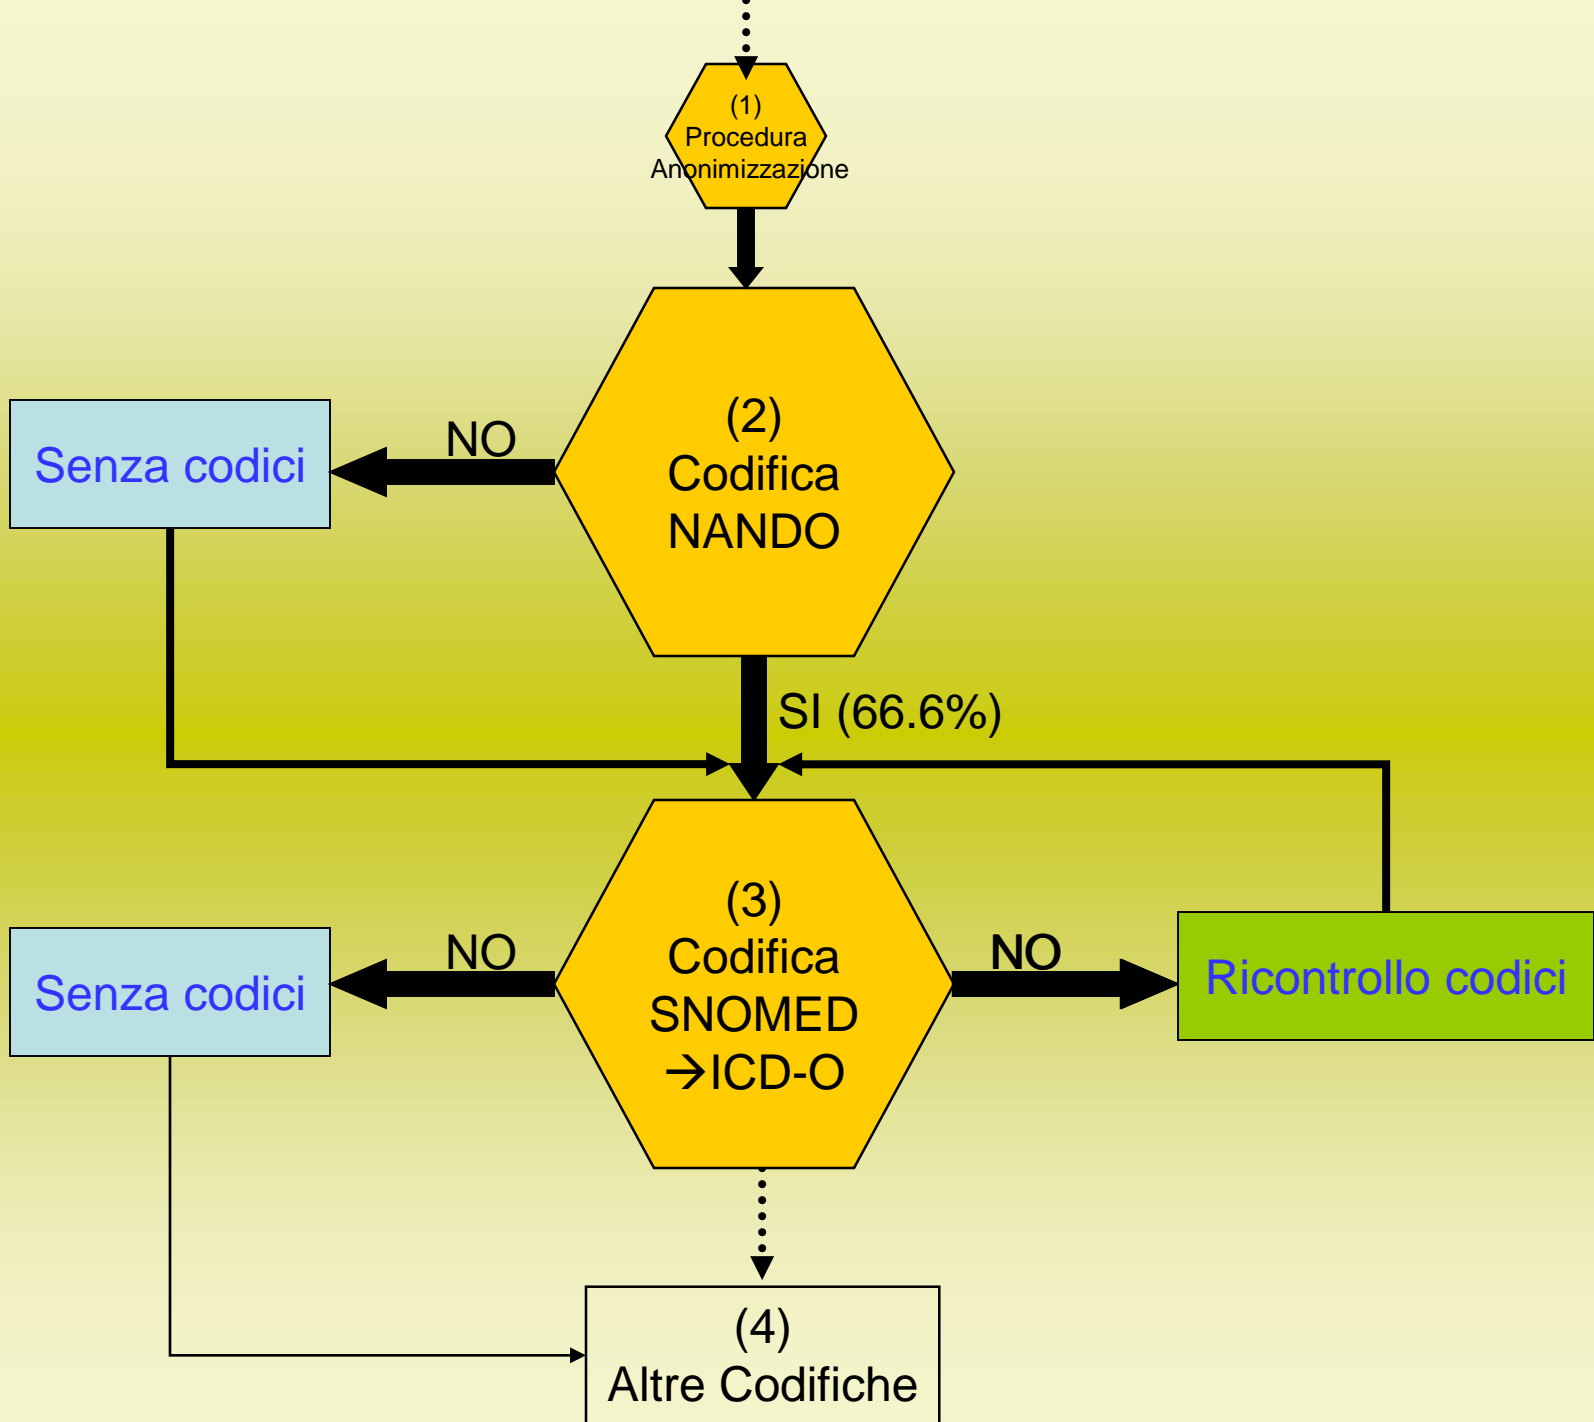 (1)
Procedura
Anonimizzazione
(2)
Codifica
NANDO
NO
Senza codici
SI (66.6%)
(3)
Codifica
SNOMED
→ICD-O
NO
Senza codici
NO
Ricontrollo codici
(4)
Altre Codifiche